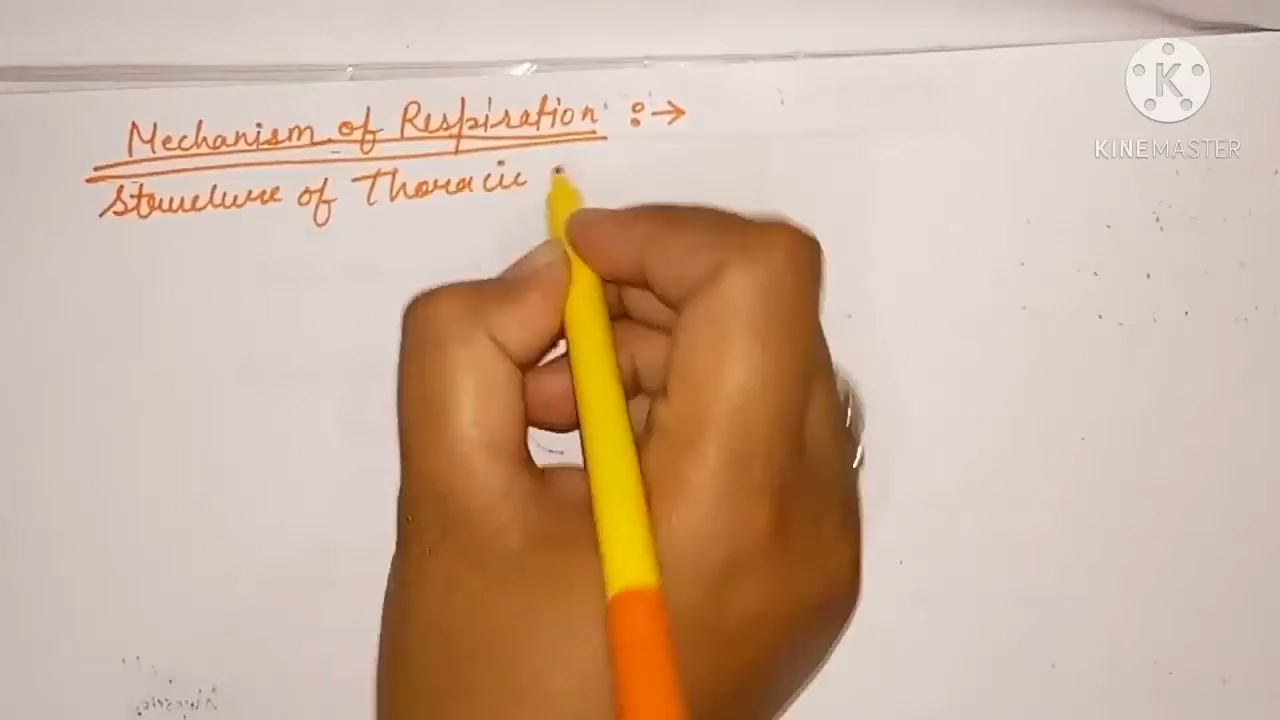 Mechanism of Respiration :→
Structure of Thoracic
K
KINEMASTER